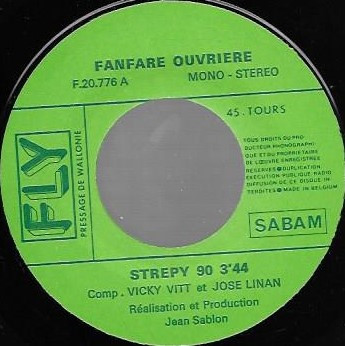 FANFARE OUVRIERE
F.20.776 A MONO - STEREO
45. TOURS
FLY
PRESSAGE DE WALLONIE
TOUS DROITS DU PRO
DUCTEUR PHONOGRAPHI
QUE ET DU PROPRIETAIRE
DE L'ŒUVRE ENREGISTREE
RESERVES ● DUPLICATION
EXECUTION PUBLIQUE RADIO
DIFFUSION DE CE DISQUE IN
TERDITES ● MADE IN BELGIUM
SABAM
STREPY 90 3'44
Comp. VICKY VITT et JOSE LINAN
Réalisation et Production
Jean Sablon